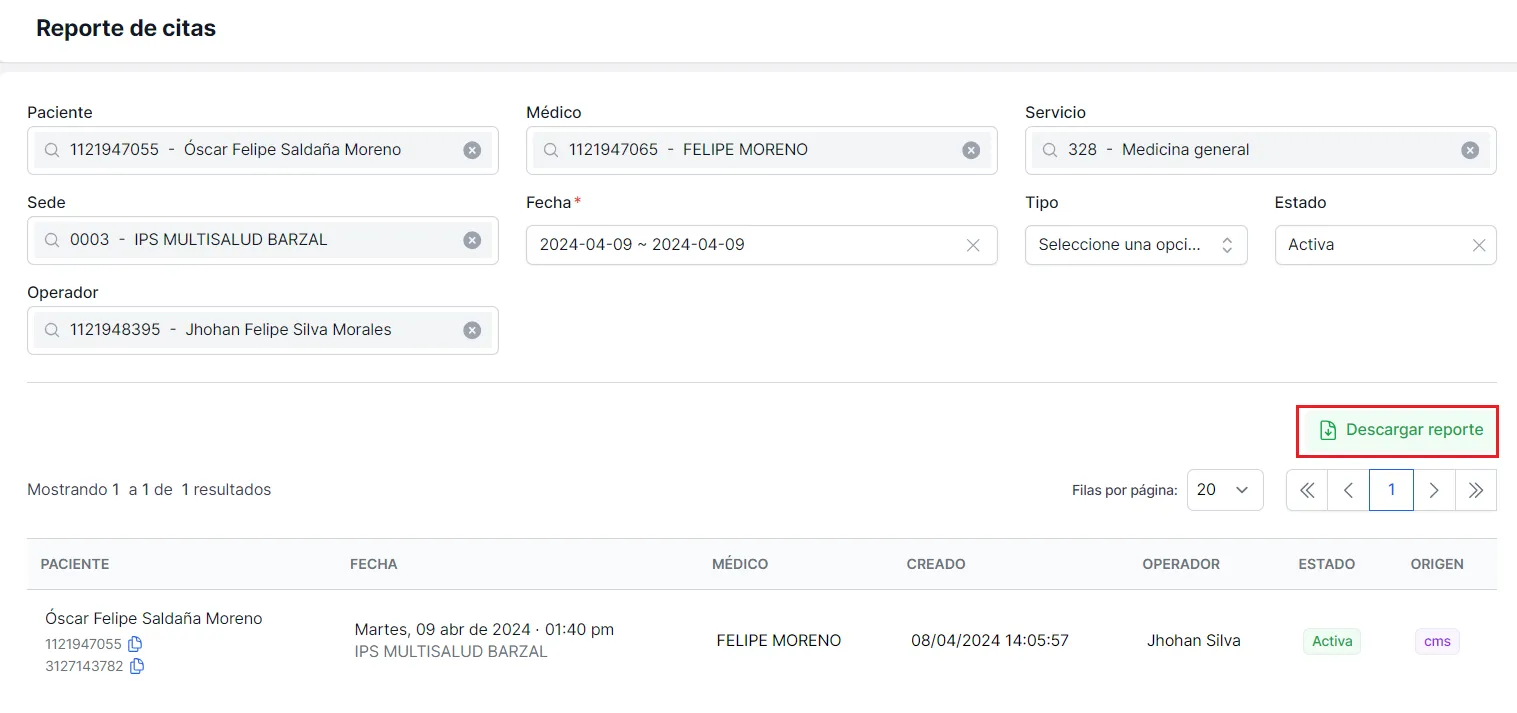 Reporte de citas
Paciente
Médico
Servicio
1121947055 - Óscar Felipe Saldaña Moreno
1121947065 - FELIPE MORENO
328 - Medicina general
Sede
Fecha*
Tipo
Estado
0003 - IPS MULTISALUD BARZAL
2024-04-09 ~ 2024-04-09
Seleccione una opci...
Activa
Operador
1121948395 - Jhohan Felipe Silva Morales
Descargar reporte
Mostrando 1 a 1 de 1 resultados
Filas por página: 20
1
PACIENTE
FECHA
MÉDICO
CREADO
OPERADOR
ESTADO
ORIGEN
Óscar Felipe Saldaña Moreno
1121947055
3127143782
Martes, 09 abr de 2024 · 01:40 pm
IPS MULTISALUD BARZAL
FELIPE MORENO
08/04/2024 14:05:57
Jhohan Silva
Activa
cms